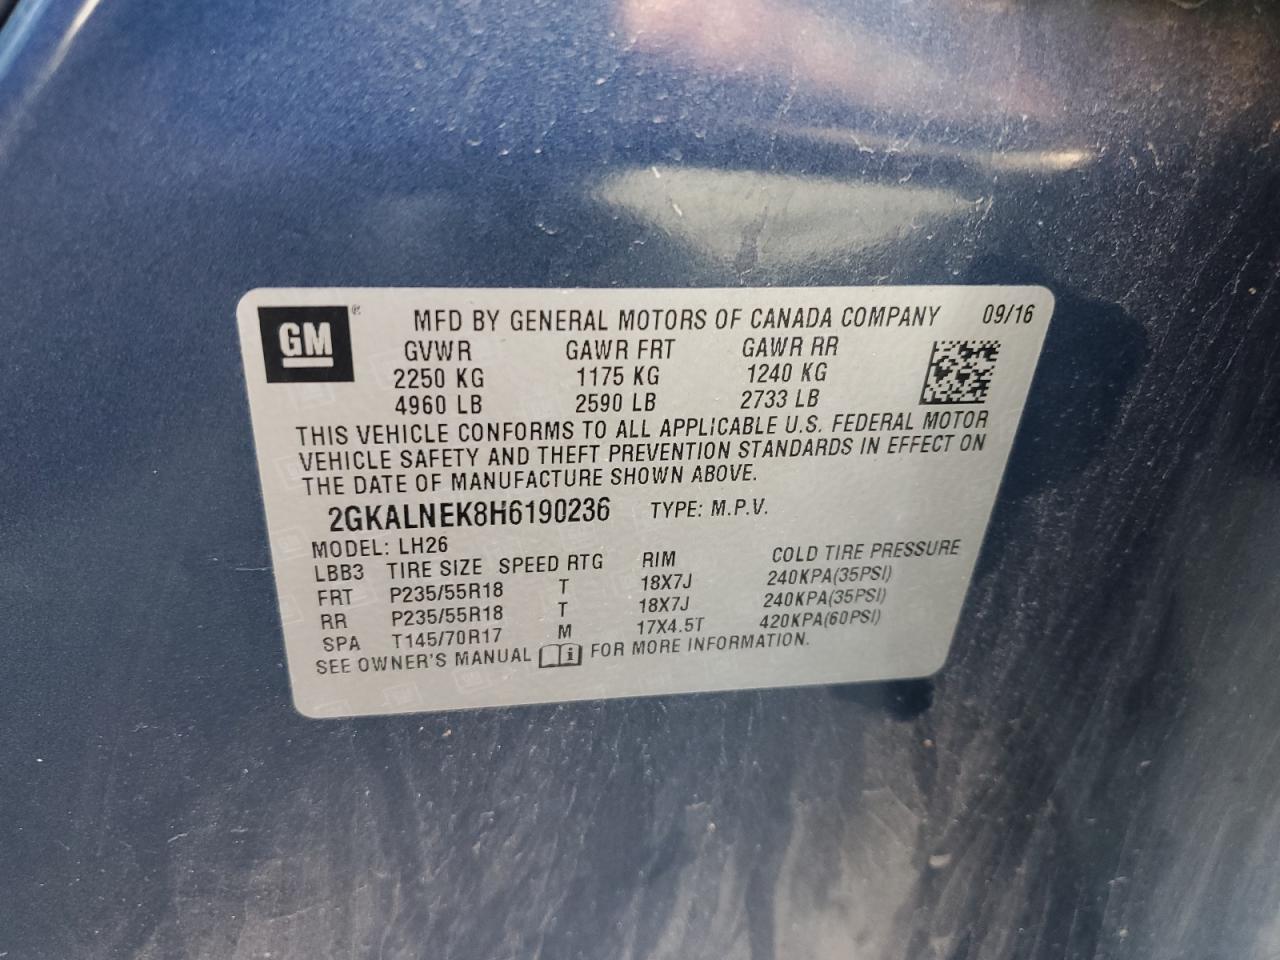 GM ®
MFD BY GENERAL MOTORS OF CANADA COMPANY 09/16
GVWR GAWR FRT GAWR RR
2250 KG 1175 KG 1240 KG
4960 LB 2590 LB 2733 LB
THIS VEHICLE CONFORMS TO ALL APPLICABLE U.S. FEDERAL MOTOR
VEHICLE SAFETY AND THEFT PREVENTION STANDARDS IN EFFECT ON
THE DATE OF MANUFACTURE SHOWN ABOVE.
2GKALNEK8H6190236 TYPE: M.P.V.
MODEL: LH26
LBB3 TIRE SIZE SPEED RTG RIM COLD TIRE PRESSURE
FRT P235/55R18 T 18X7J 240KPA(35PSI)
RR P235/55R18 T 18X7J 240KPA(35PSI)
SPA T145/70R17 M 17X4.5T 420KPA(60PSI)
SEE OWNER'S MANUAL i FOR MORE INFORMATION.